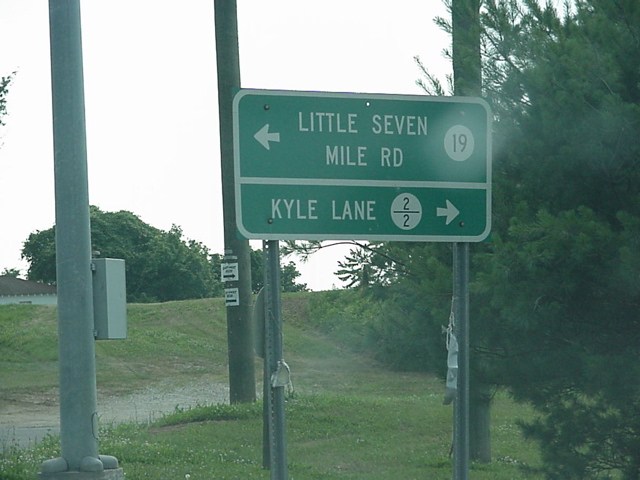 LITTLE SEVEN
MILE RD
19
KYLE LANE 2/2